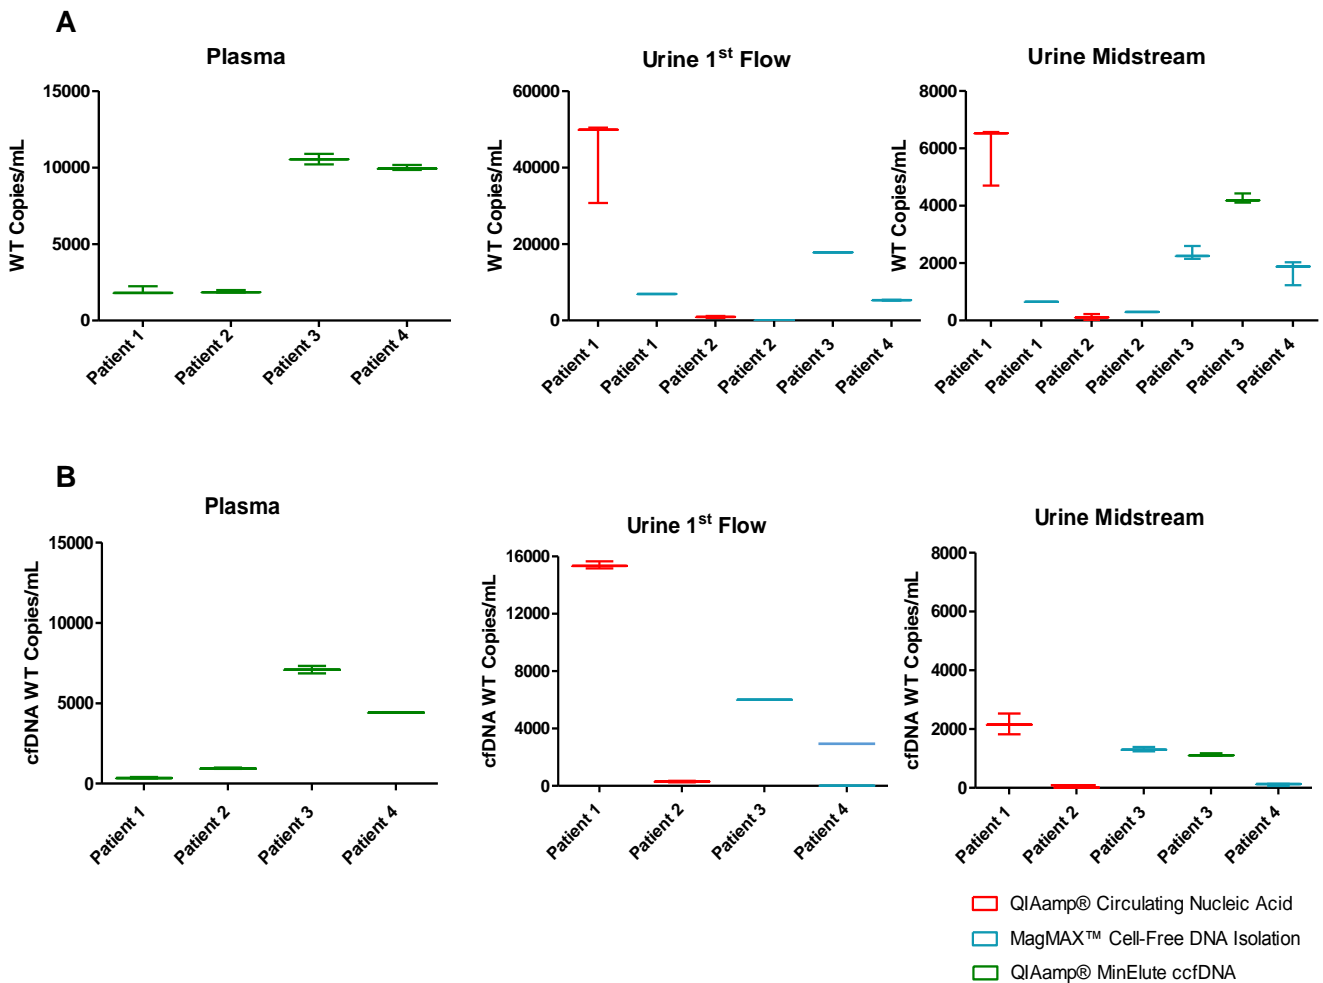 A
Plasma
Urine 1st Flow
Urine Midstream
WT Copies/mL
15000
10000
5000
0
Patient 1
Patient 2
Patient 3
Patient 4
WT Copies/mL
60000
40000
20000
0
Patient 1
Patient 1
Patient 2
Patient 2
Patient 3
Patient 4
WT Copies/mL
8000
6000
4000
2000
0
Patient 1
Patient 1
Patient 2
Patient 2
Patient 3
Patient 3
Patient 4
B
Plasma
Urine 1st Flow
Urine Midstream
cfDNA WT Copies/mL
15000
10000
5000
0
Patient 1
Patient 2
Patient 3
Patient 4
cfDNA WT Copies/mL
16000
12000
8000
4000
0
Patient 1
Patient 2
Patient 3
Patient 4
cfDNA WT Copies/mL
8000
6000
4000
2000
0
Patient 1
Patient 2
Patient 3
Patient 3
Patient 4
QIAamp® Circulating Nucleic Acid
MagMAX™ Cell-Free DNA Isolation
QIAamp® MinElute ccfDNA